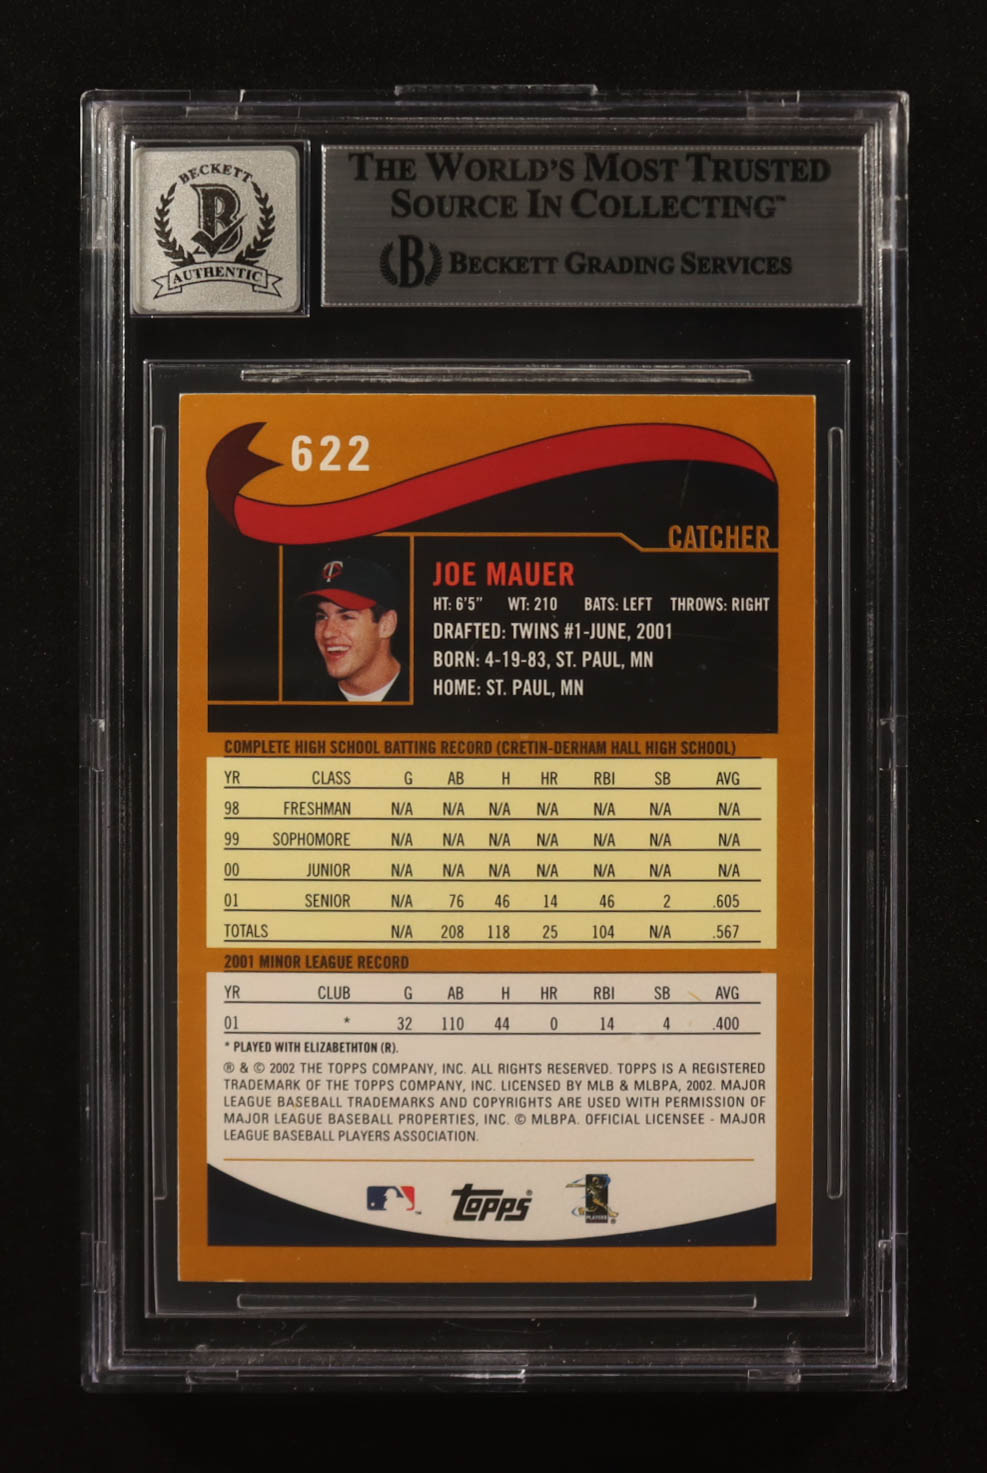 BECKETT
B
AUTHENTIC
THE WORLD'S MOST TRUSTED
SOURCE IN COLLECTING™
B BECKETT GRADING SERVICES
622
CATCHER
JOE MAUER
HT: 6'5" WT: 210 BATS: LEFT THROWS: RIGHT
DRAFTED: TWINS #1-JUNE, 2001
BORN: 4-19-83, ST. PAUL, MN
HOME: ST. PAUL, MN
COMPLETE HIGH SCHOOL BATTING RECORD (CRETIN-DERHAM HALL HIGH SCHOOL)
YR CLASS G AB H HR RBI SB AVG
98 FRESHMAN N/A N/A N/A N/A N/A N/A N/A
99 SOPHOMORE N/A N/A N/A N/A N/A N/A N/A
00 JUNIOR N/A N/A N/A N/A N/A N/A N/A
01 SENIOR N/A 76 46 14 46 2 .605
TOTALS N/A 208 118 25 104 N/A .567
2001 MINOR LEAGUE RECORD
YR CLUB G AB H HR RBI SB AVG
01 * 32 110 44 0 14 4 .400
* PLAYED WITH ELIZABETHTON (R).
® & © 2002 THE TOPPS COMPANY, INC. ALL RIGHTS RESERVED. TOPPS IS A REGISTERED
TRADEMARK OF THE TOPPS COMPANY, INC. LICENSED BY MLB & MLBPA, 2002. MAJOR
LEAGUE BASEBALL TRADEMARKS AND COPYRIGHTS ARE USED WITH PERMISSION OF
MAJOR LEAGUE BASEBALL PROPERTIES, INC. © MLBPA. OFFICIAL LICENSEE - MAJOR
LEAGUE BASEBALL PLAYERS ASSOCIATION.
TOPPS®
PLAYERS